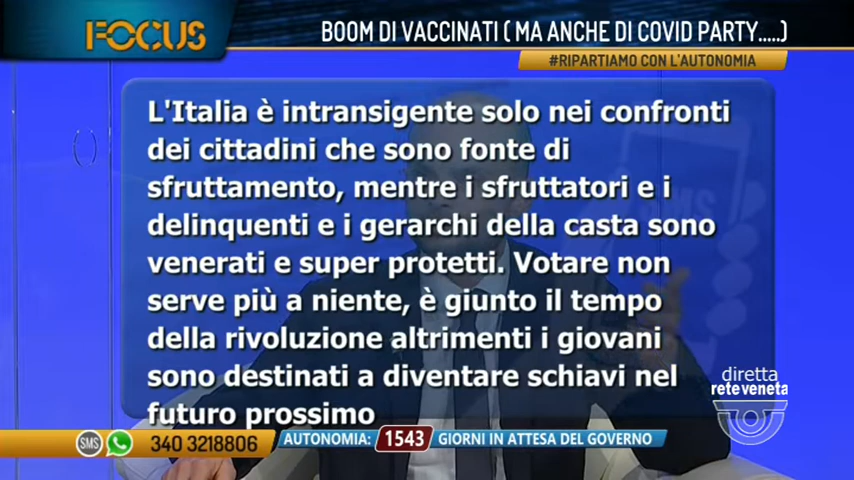 FOCUS
BOOM DI VACCINATI ( MA ANCHE DI COVID PARTY.....)
#RIPARTIAMO CON L'AUTONOMIA
L'Italia è intransigente solo nei confronti
dei cittadini che sono fonte di
sfruttamento, mentre i sfruttatori e i
delinquenti e i gerarchi della casta sono
venerati e super protetti. Votare non
serve più a niente, è giunto il tempo
della rivoluzione altrimenti i giovani
sono destinati a diventare schiavi nel
futuro prossimo
SMS
diretta
reteveneta
SMS 340 3218806
AUTONOMIA: 1543 GIORNI IN ATTESA DEL GOVERNO